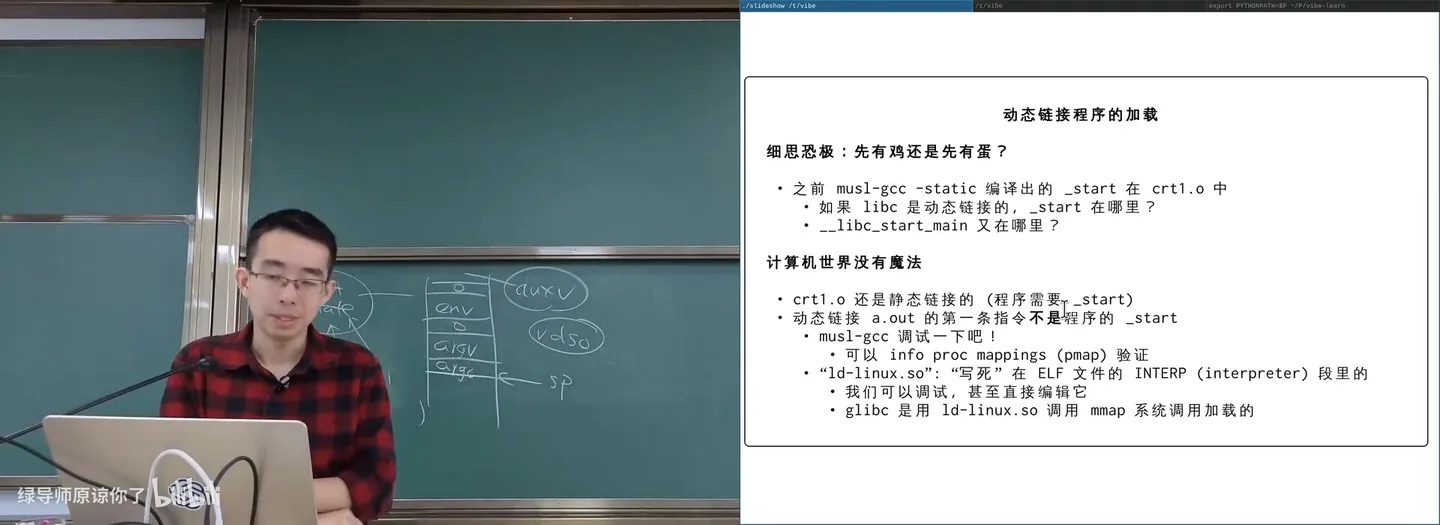 ./slideshow /t/vibe
/t/vibe
export PYTHONPATH=$P ~/P/vibe-learn
动态链接程序的加载
细思恐极：先有鸡还是先有蛋？
• 之前 musl-gcc -static 编译出的 _start 在 crt1.o 中
• 如果 libc 是动态链接的，_start 在哪里？
• __libc_start_main 又在哪里？
计算机世界没有魔法
• crt1.o 还是静态链接的 (程序需要 _start)
• 动态链接 a.out 的第一条指令不是程序的 _start
• musl-gcc 调试一下吧！
• 可以 info proc mappings (pmap) 验证
• “ld-linux.so”: “写死” 在 ELF 文件的 INTERP (interpreter) 段里的
• 我们可以调试，甚至直接编辑它
• glibc 是用 ld-linux.so 调用 mmap 系统调用加载的
0
auxv
env
0
vdso
argv
argc
sp
绿导师原谅你了
bilibili